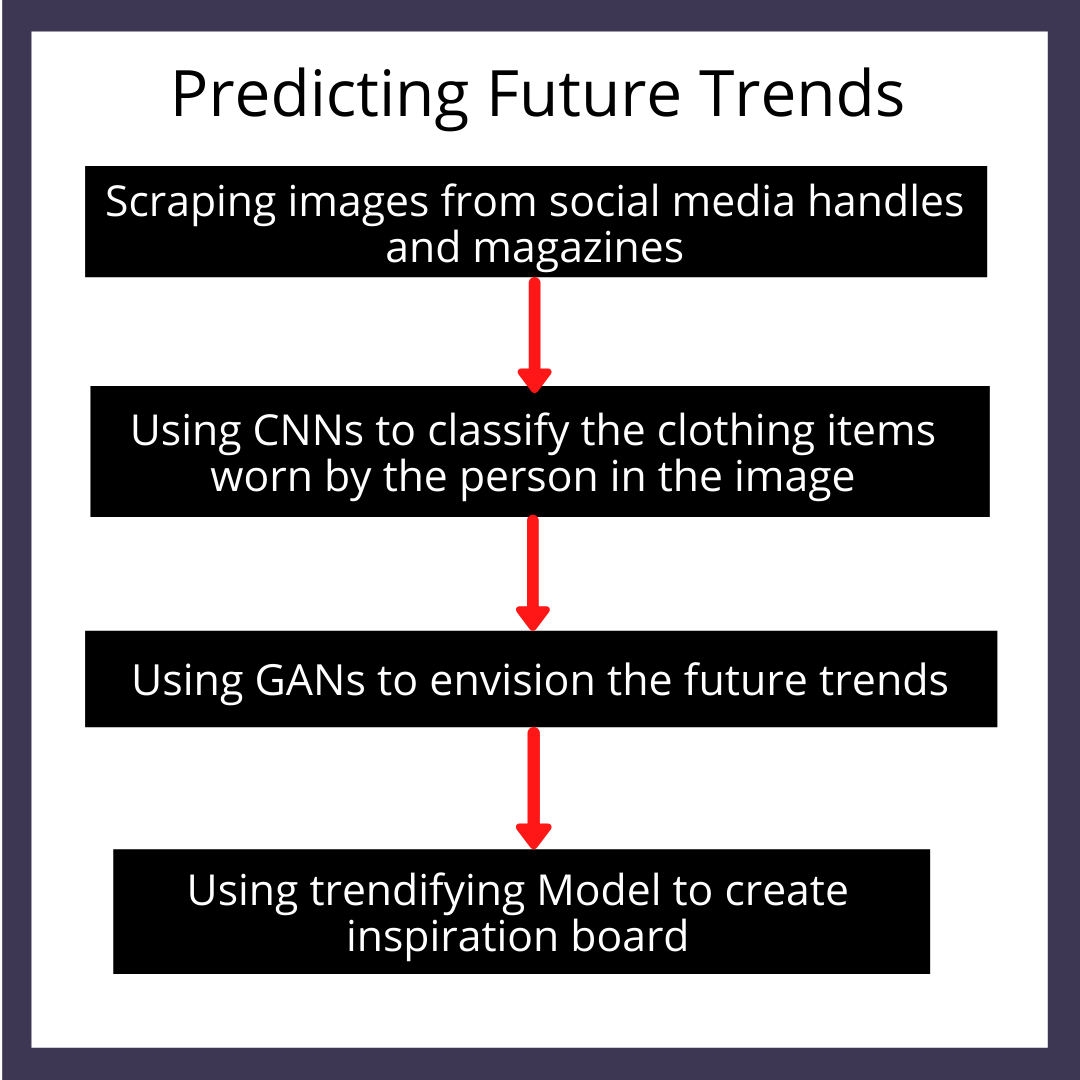 Predicting Future Trends
Scraping images from social media handles
and magazines
Using CNNs to classify the clothing items
worn by the person in the image
Using GANs to envision the future trends
Using trendifying Model to create
inspiration board